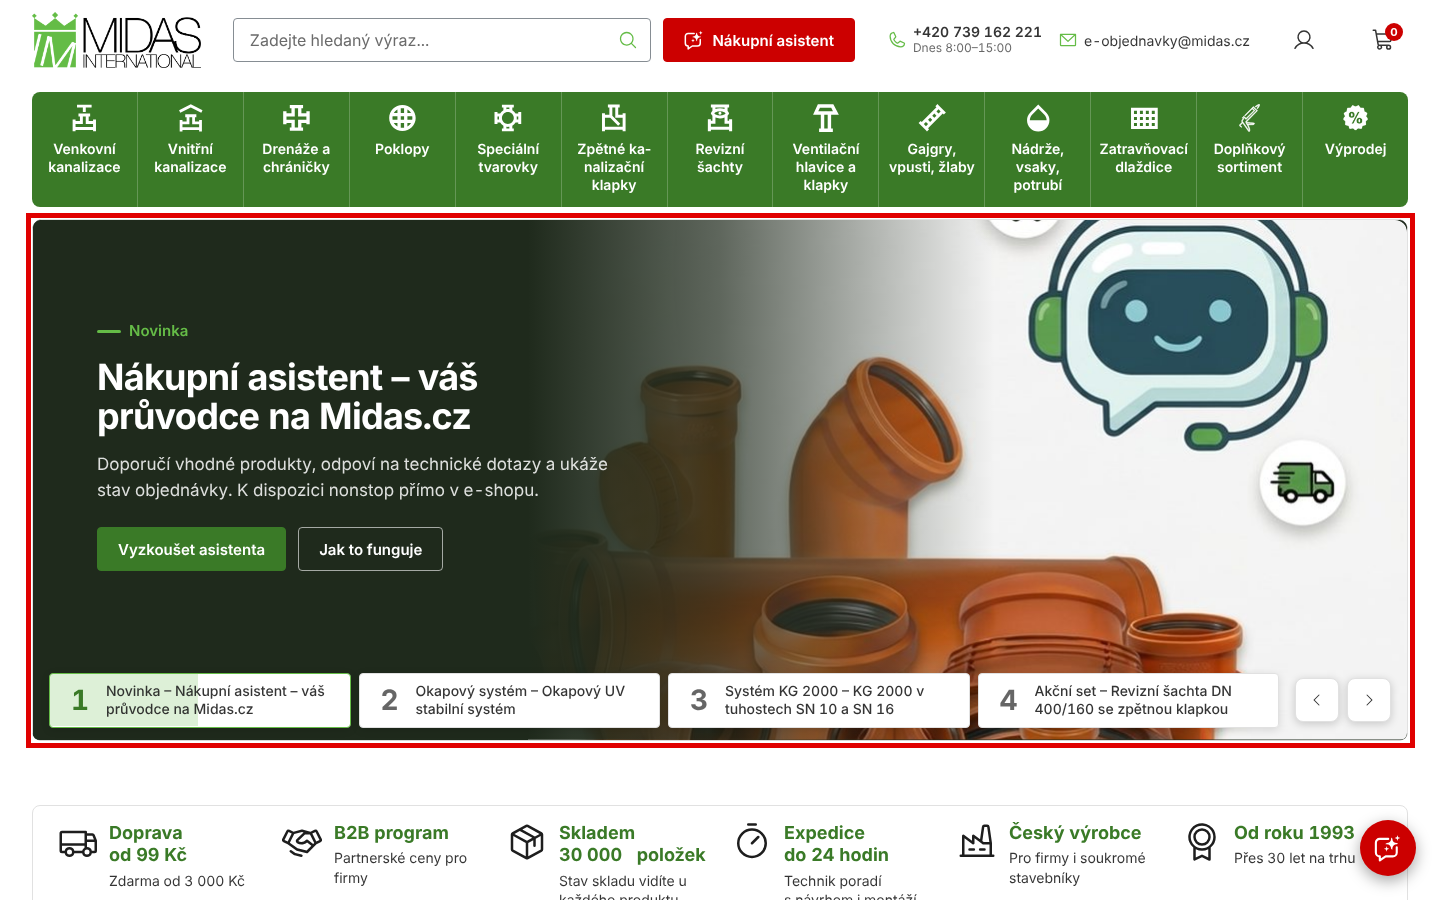 MIDAS
INTERNATIONAL
Zadejte hledaný výraz...
Nákupní asistent
+420 739 162 221
Dnes 8:00–15:00
e-objednavky@midas.cz
0
Venkovní
kanalizace
Vnitřní
kanalizace
Drenáže a
chráničky
Poklopy
Speciální
tvarovky
Zpětné ka-
nalizační
klapky
Revizní
šachty
Ventilační
hlavice a
klapky
Gajgry,
vpusti, žlaby
Nádrže,
vsaky,
potrubí
Zatravňovací
dlaždice
Doplňkový
sortiment
Výprodej
Novinka
Nákupní asistent – váš
průvodce na Midas.cz
Doporučí vhodné produkty, odpoví na technické dotazy a ukáže
stav objednávky. K dispozici nonstop přímo v e-shopu.
Vyzkoušet asistenta
Jak to funguje
1
Novinka – Nákupní asistent – váš
průvodce na Midas.cz
2
Okapový systém – Okapový UV
stabilní systém
3
Systém KG 2000 – KG 2000 v
tuhostech SN 10 a SN 16
4
Akční set – Revizní šachta DN
400/160 se zpětnou klapkou
Doprava
od 99 Kč
Zdarma od 3 000 Kč
B2B program
Partnerské ceny pro
firmy
Skladem
30 000 položek
Stav skladu vidíte u
každého produktu
Expedice
do 24 hodin
Technik poradí
s návrhem i montáží
Český výrobce
Pro firmy i soukromé
stavebníky
Od roku 1993
Přes 30 let na trhu